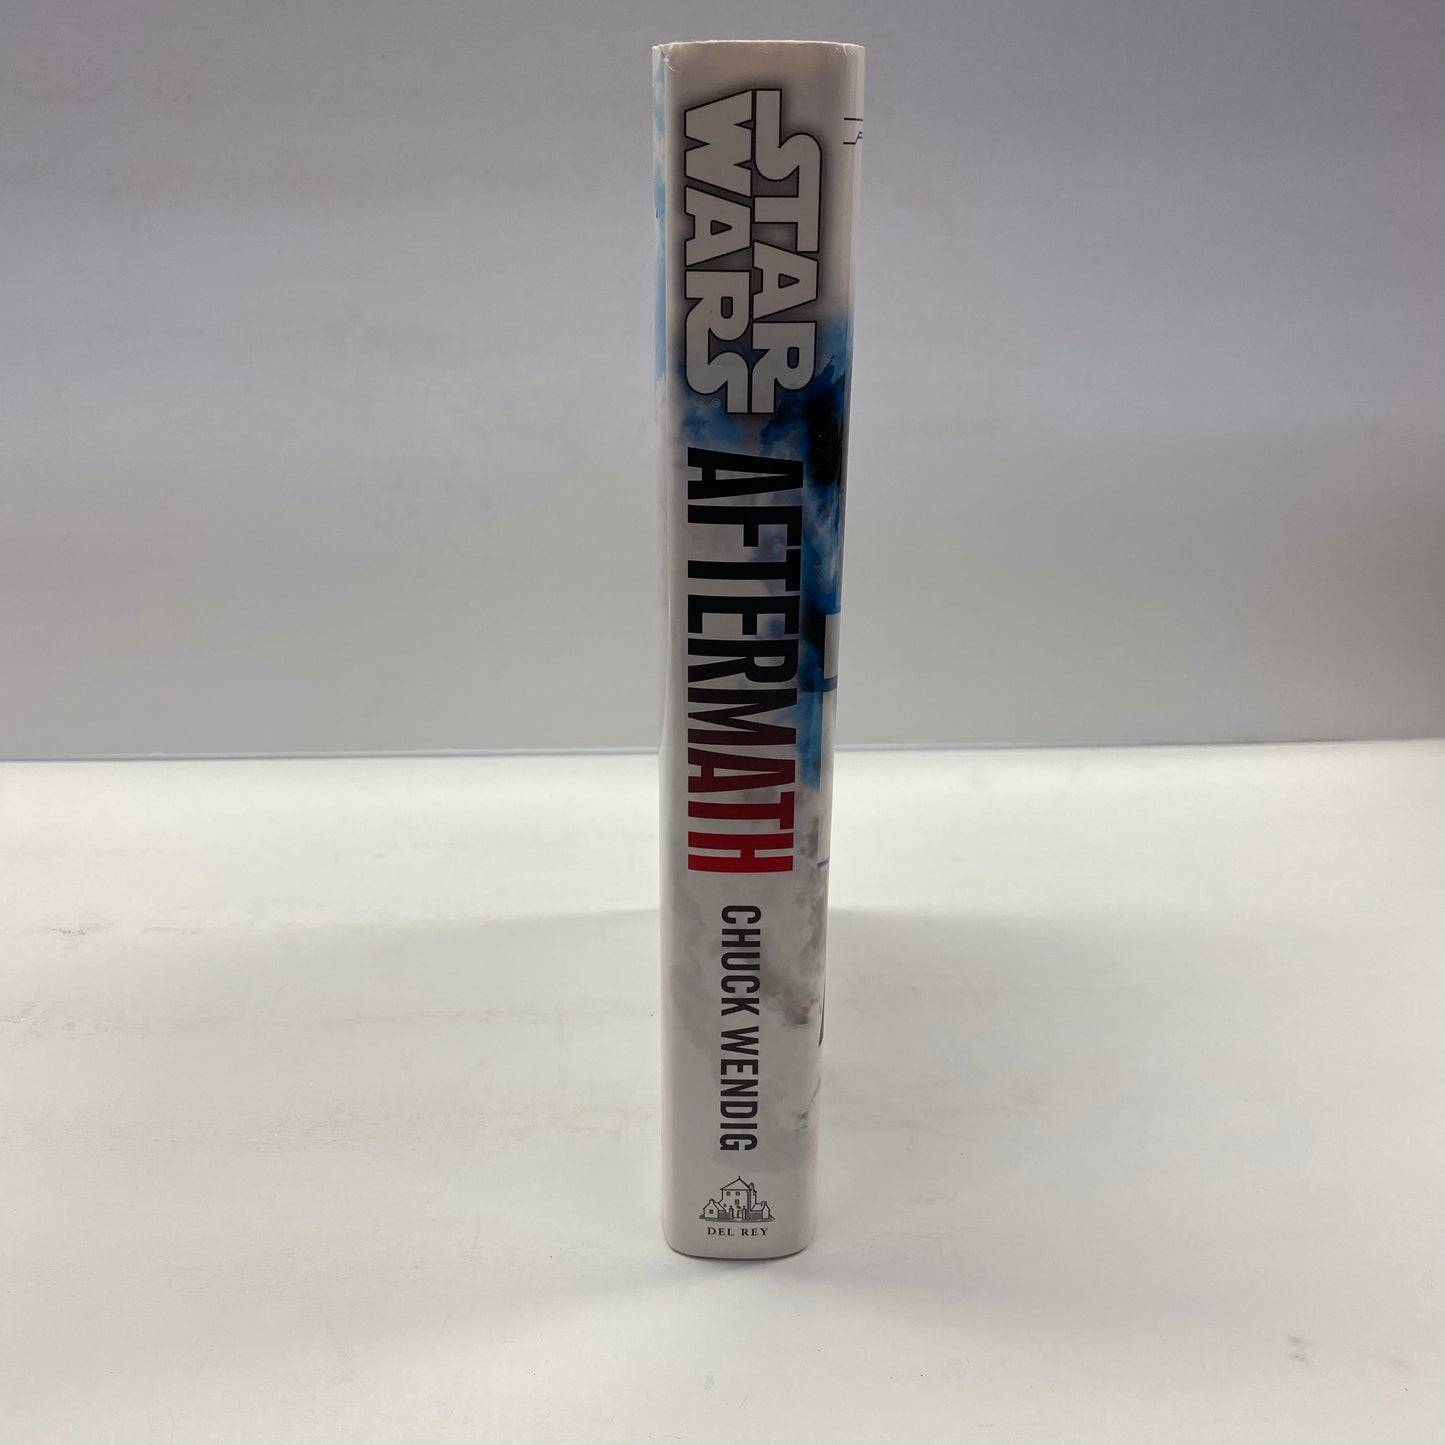 STAR
WARS
®
AFTERMATH
CHUCK WENDIG
DEL REY